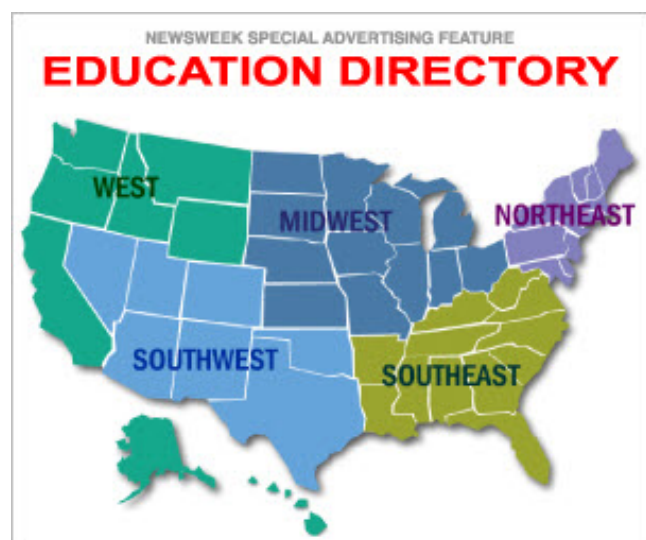 NEWSWEEK SPECIAL ADVERTISING FEATURE
EDUCATION DIRECTORY
WEST
MIDWEST
NORTHEAST
SOUTHWEST
SOUTHEAST